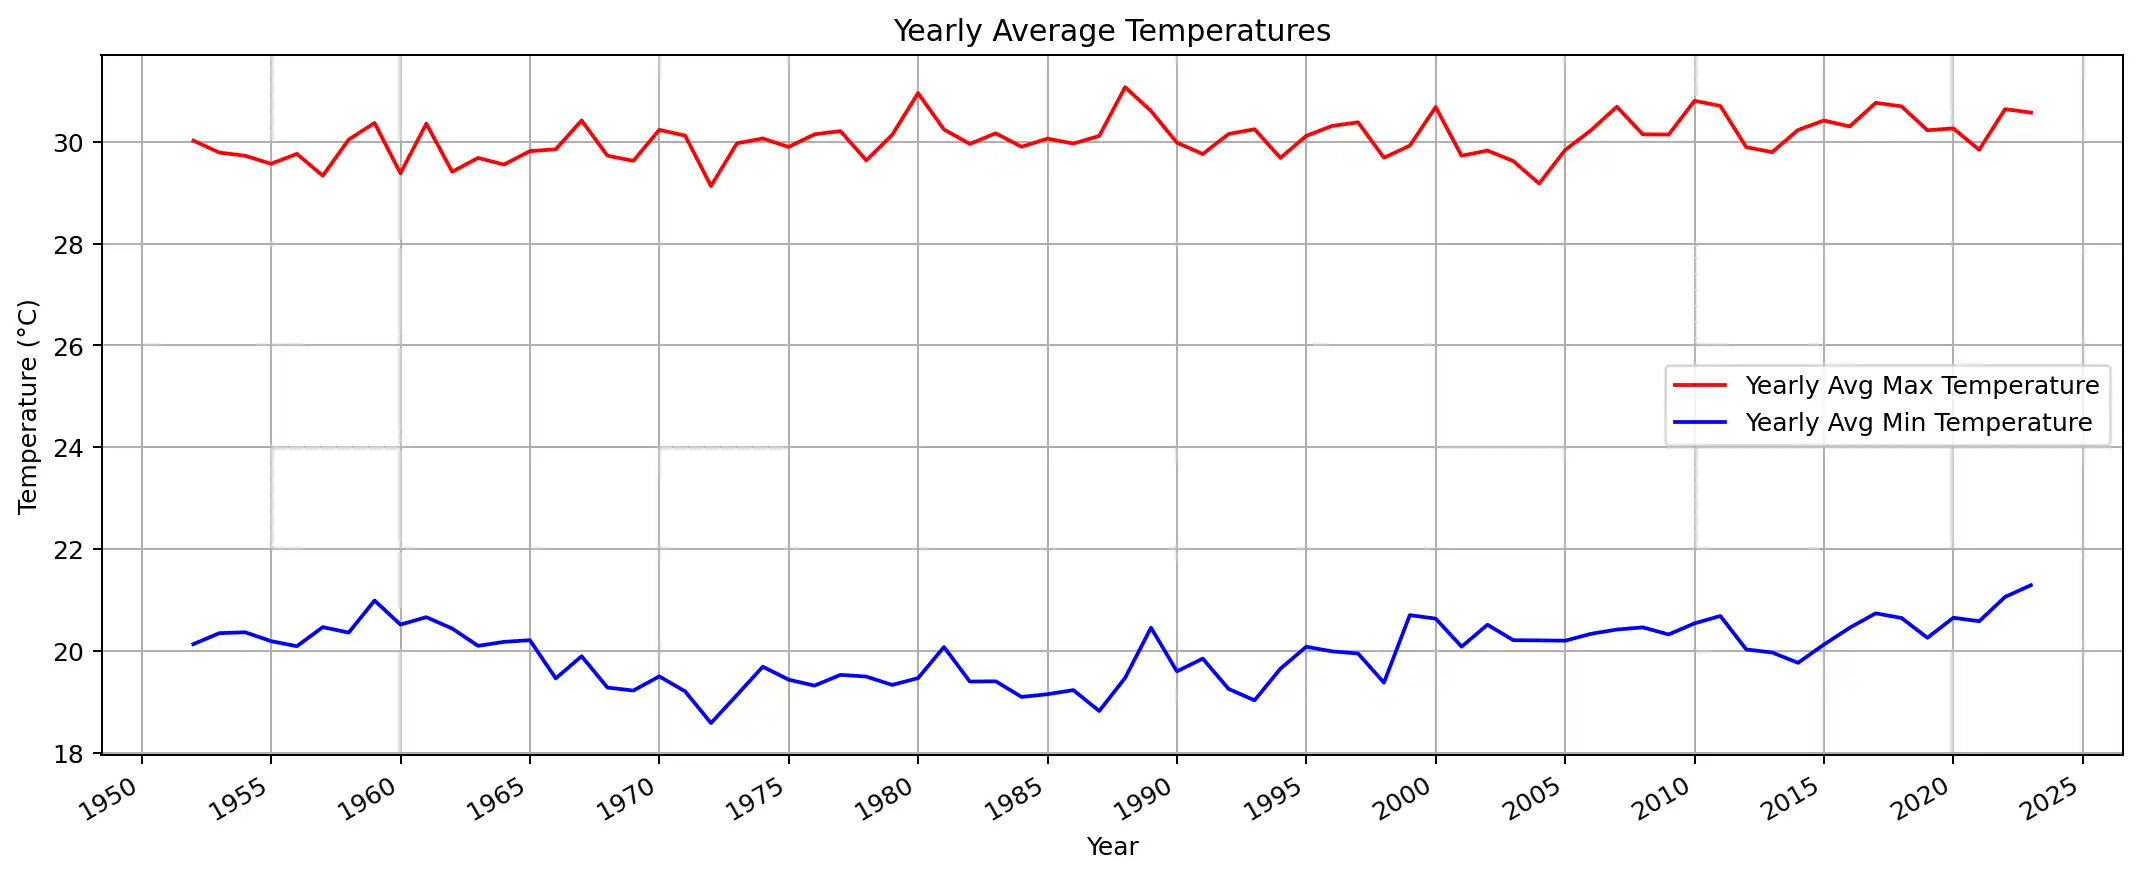 Yearly Average Temperatures
Temperature (°C)
30
28
26
24
22
20
18
Yearly Avg Max Temperature
Yearly Avg Min Temperature
1950 1955 1960 1965 1970 1975 1980 1985 1990 1995 2000 2005 2010 2015 2020 2025
Year